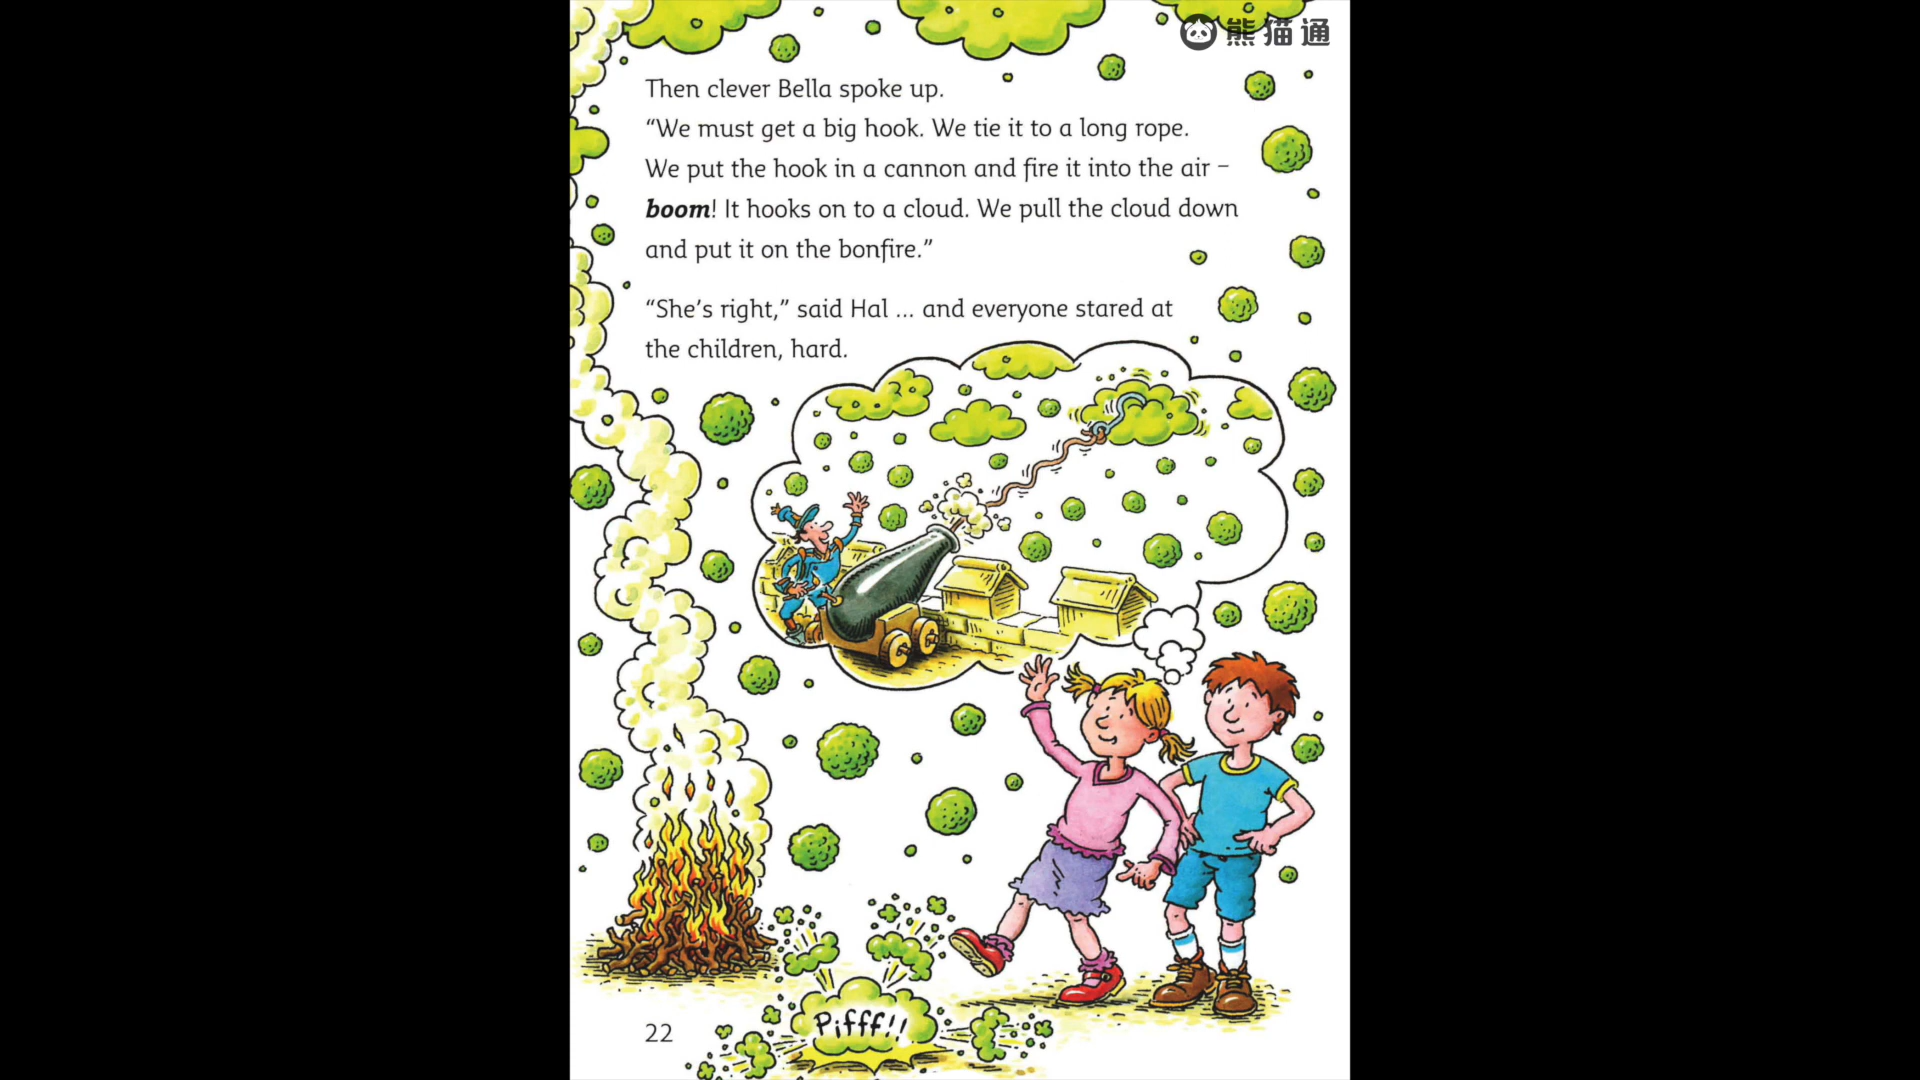 熊猫通
Then clever Bella spoke up.
“We must get a big hook. We tie it to a long rope.
We put the hook in a cannon and fire it into the air –
boom! It hooks on to a cloud. We pull the cloud down
and put it on the bonfire.”
“She’s right,” said Hal ... and everyone stared at
the children, hard.
Pifff!!
22